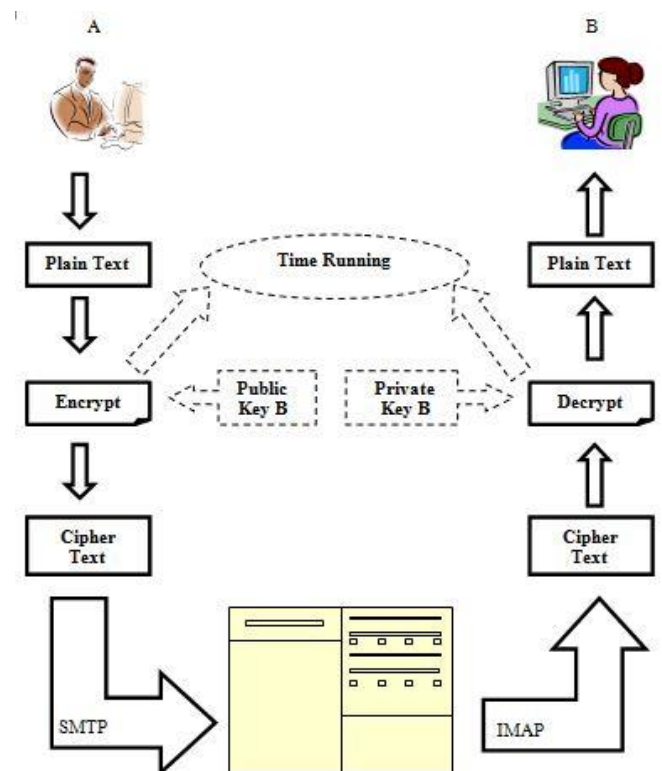 A
B
Time Running
Plain Text
Plain Text
Public
Key B
Private
Key B
Encrypt
Decrypt
Cipher
Text
Cipher
Text
SMTP
IMAP